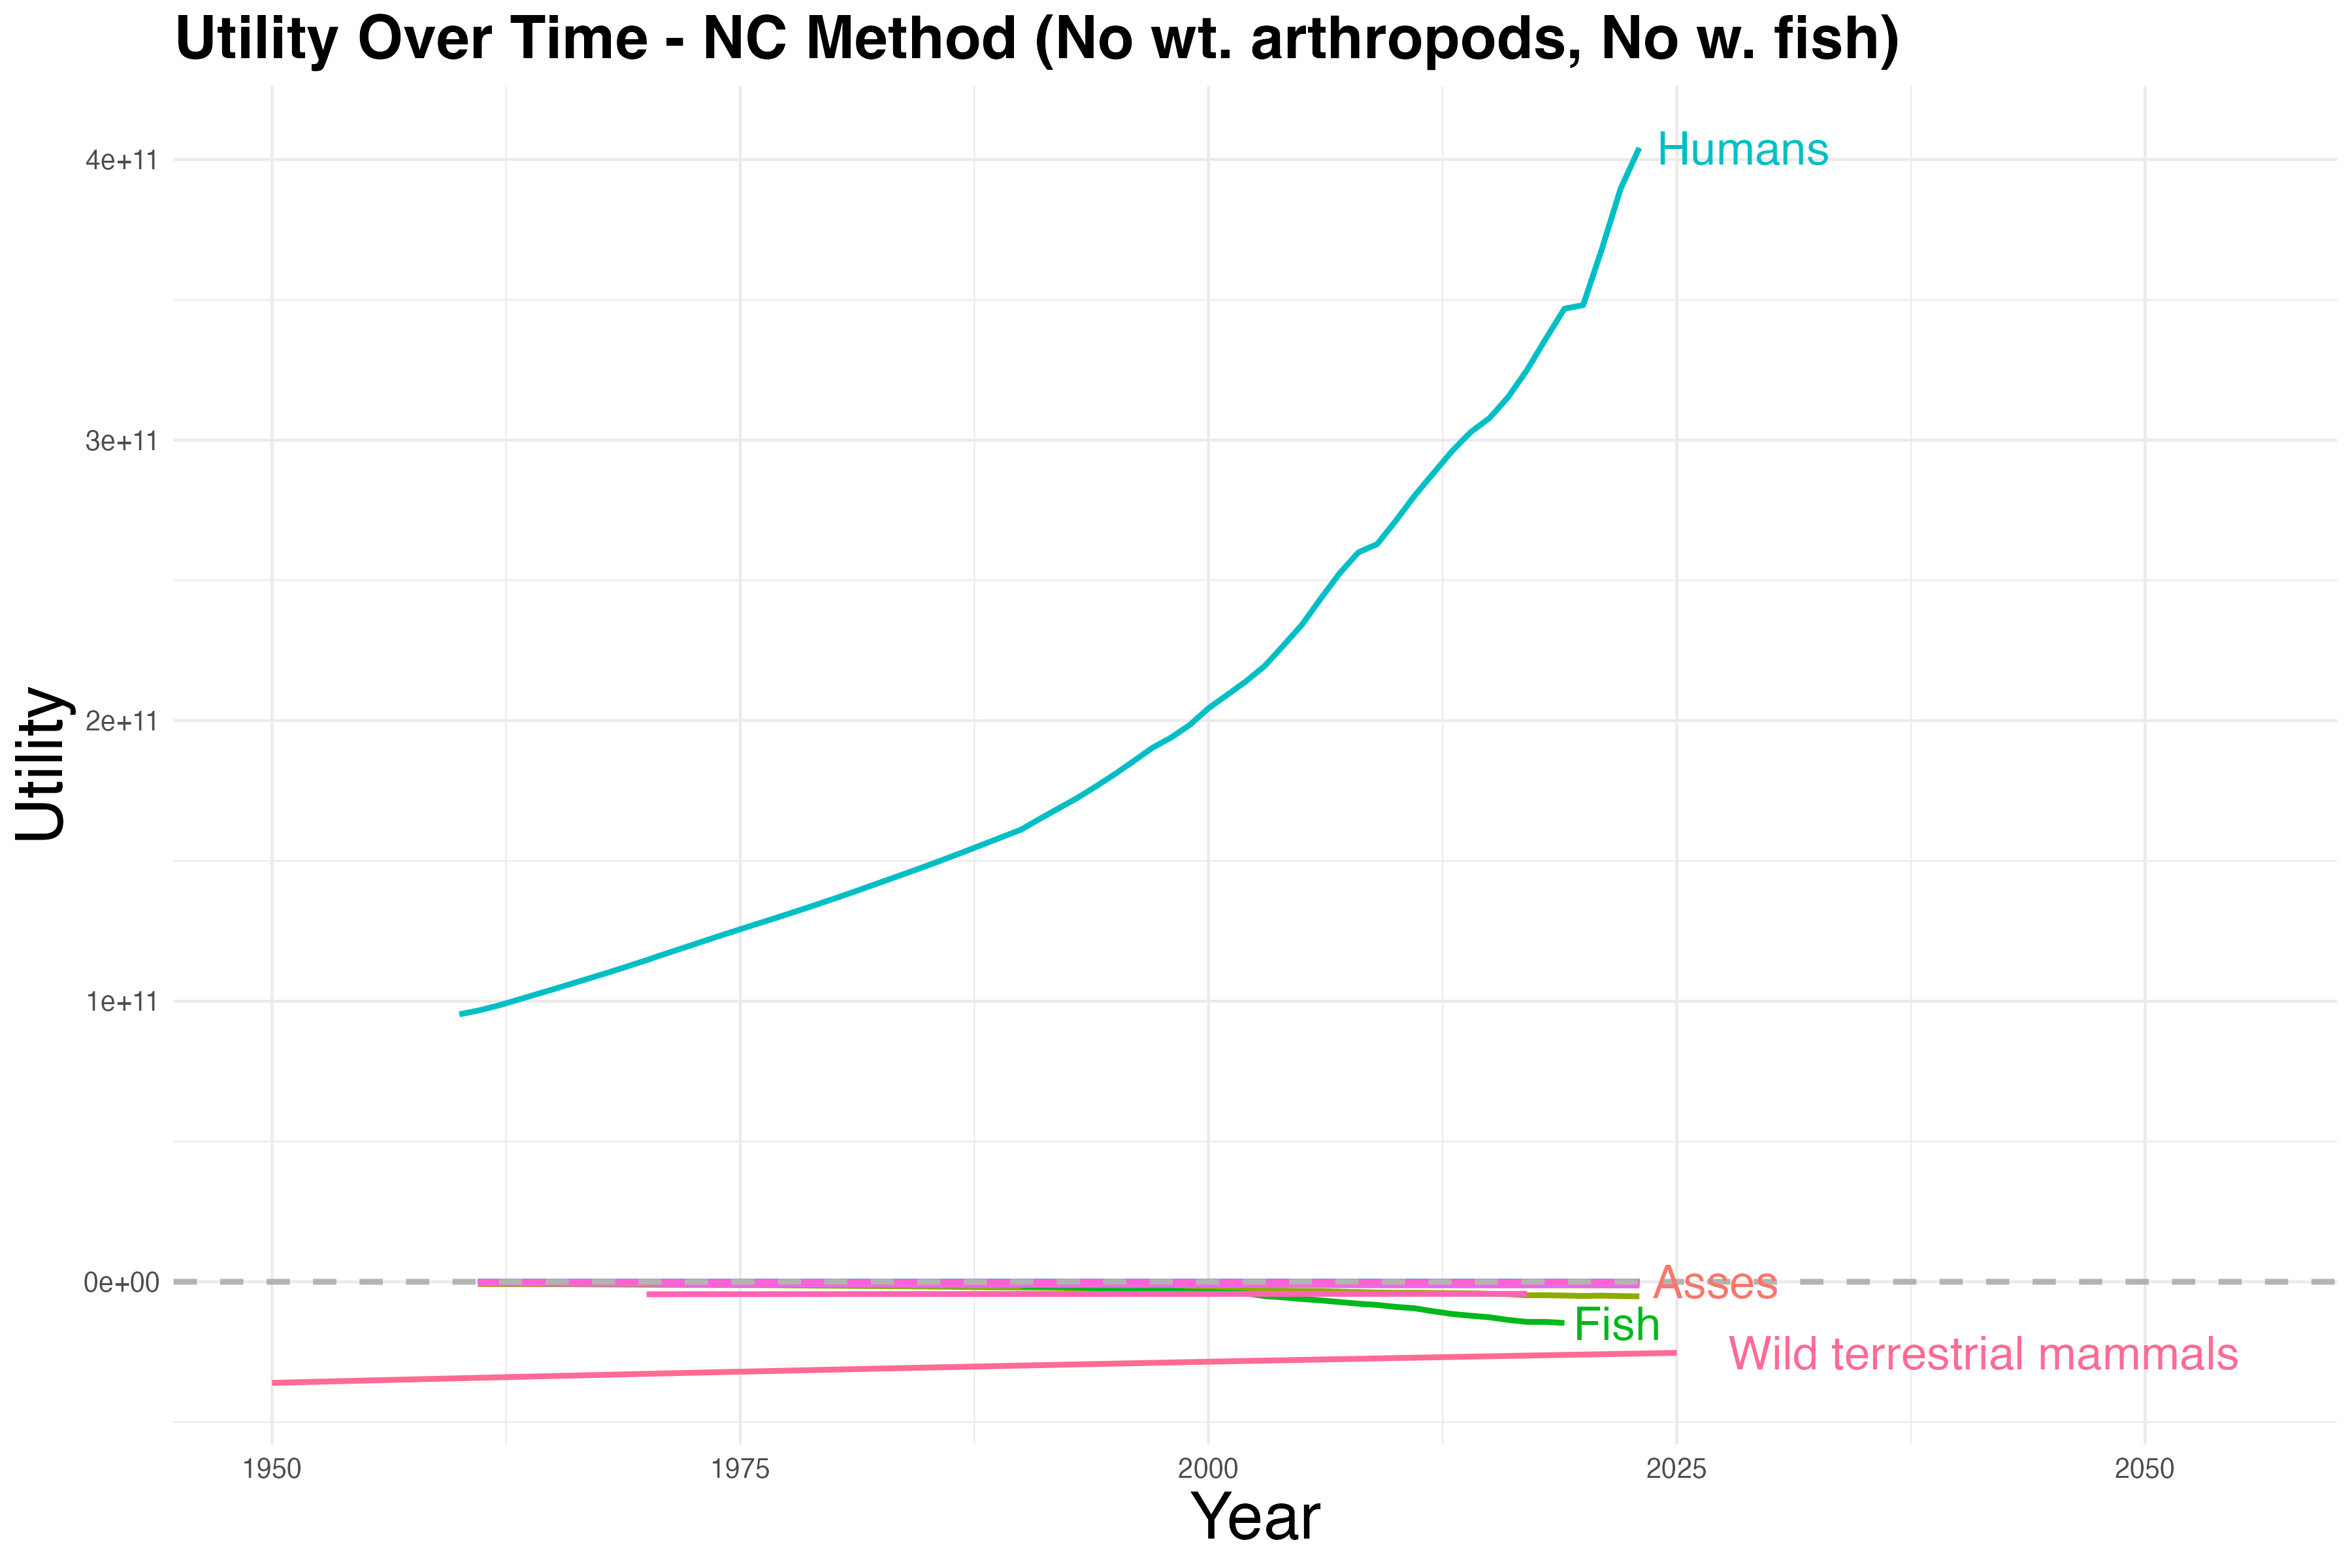 Utility Over Time - NC Method (No wt. arthropods, No w. fish)
Humans
4e+11
3e+11
2e+11
1e+11
0e+00
Utility
Asses
Fish
Wild terrestrial mammals
1950 1975 2000 2025 2050
Year